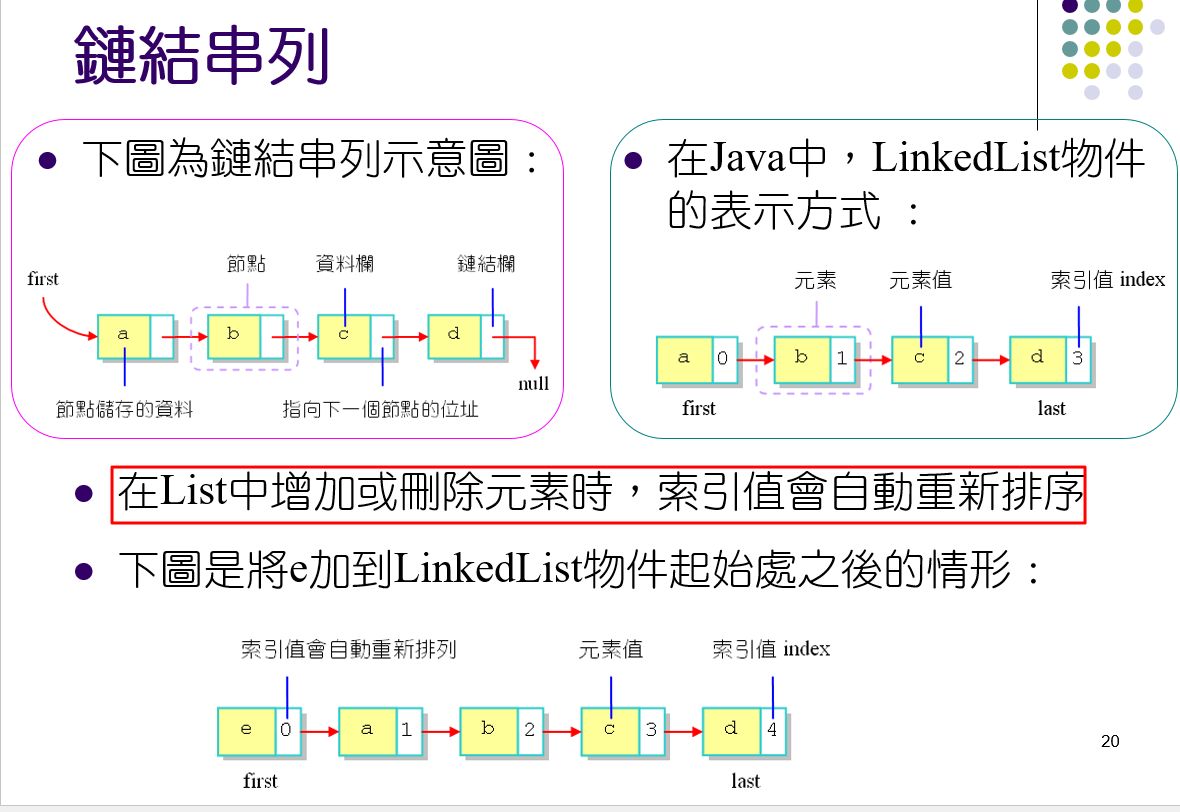 鏈結串列
下圖為鏈結串列示意圖：
first
節點
資料欄
鏈結欄
a
b
c
d
null
節點儲存的資料
指向下一個節點的位址
在Java中，LinkedList物件
的表示方式 ：
元素
元素值
索引值 index
a 0
b 1
c 2
d 3
first
last
在List中增加或刪除元素時，索引值會自動重新排序
下圖是將e加到LinkedList物件起始處之後的情形：
索引值會自動重新排列
元素值
索引值 index
e 0
a 1
b 2
c 3
d 4
first
last
20